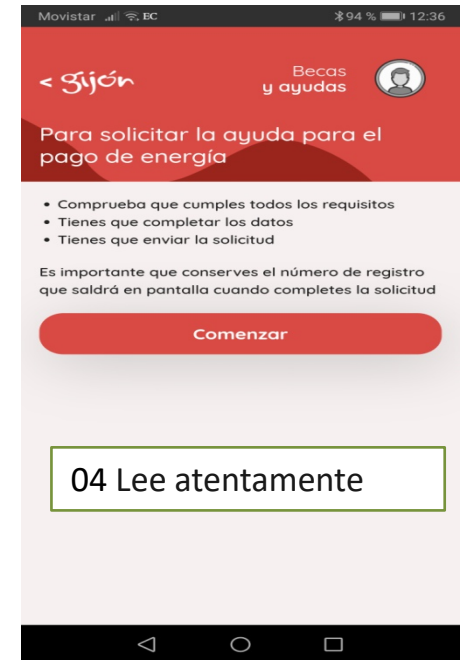 Movistar EC 94 % 12:36
< Gijón
Becas
y ayudas
Para solicitar la ayuda para el
pago de energía
• Comprueba que cumples todos los requisitos
• Tienes que completar los datos
• Tienes que enviar la solicitud
Es importante que conserves el número de registro
que saldrá en pantalla cuando completes la solicitud
Comenzar
04 Lee atentamente